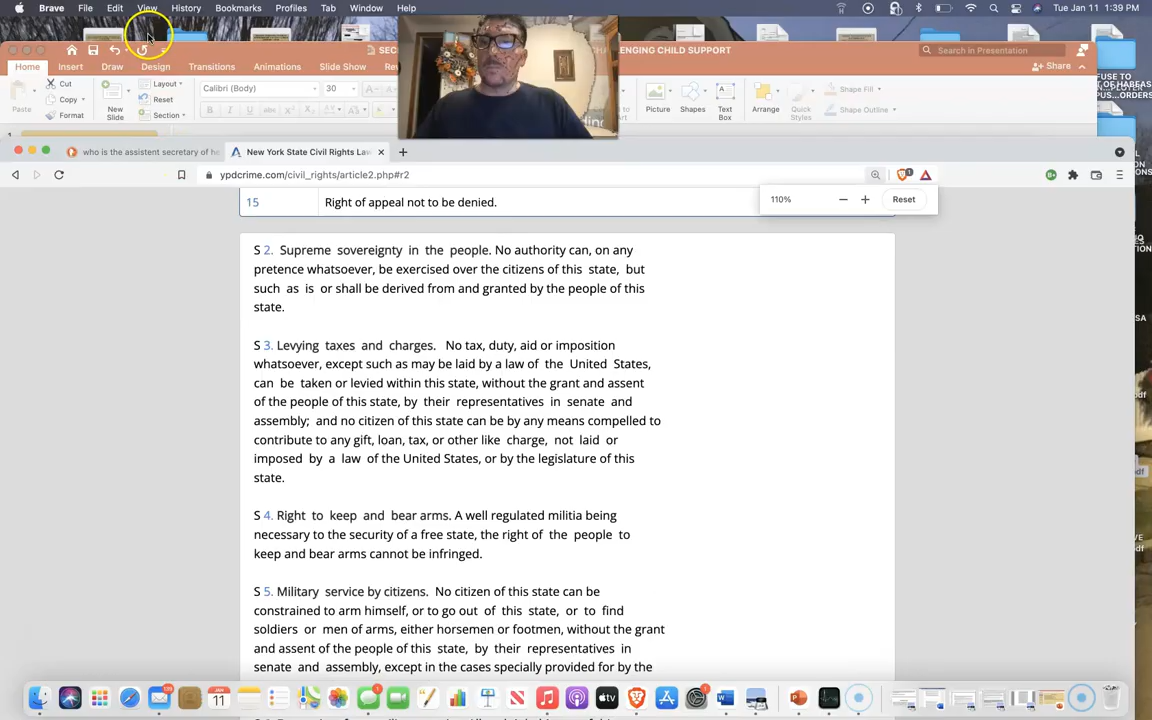 Brave File Edit View History Bookmarks Profiles Tab Window Help Tue Jan 11 1:39 PM
CHILD SUPPORT
Search in Presentation
Home Insert Draw Design Transitions Animations Slide Show
Share
Paste
Cut
Copy
Format
New
Slide
Layout
Reset
Section
Calibri (Body) 30
Picture
Shapes
Text
Box
Arrange
Quick
Styles
Shape Fill
Shape Outline
who is the assistent secretary of he
New York State Civil Rights La
ypdcrime.com/civil_rights/article2.php#r2
110% Reset
15 Right of appeal not to be denied.
S 2. Supreme sovereignty in the people. No authority can, on any
pretence whatsoever, be exercised over the citizens of this state, but
such as is or shall be derived from and granted by the people of this
state.
S 3. Levying taxes and charges. No tax, duty, aid or imposition
whatsoever, except such as may be laid by a law of the United States,
can be taken or levied within this state, without the grant and assent
of the people of this state, by their representatives in senate and
assembly; and no citizen of this state can be by any means compelled to
contribute to any gift, loan, tax, or other like charge, not laid or
imposed by a law of the United States, or by the legislature of this
state.
S 4. Right to keep and bear arms. A well regulated militia being
necessary to the security of a free state, the right of the people to
keep and bear arms cannot be infringed.
S 5. Military service by citizens. No citizen of this state can be
constrained to arm himself, or to go out of this state, or to find
soldiers or men of arms, either horsemen or footmen, without the grant
and assent of the people of this state, by their representatives in
senate and assembly, except in the cases specially provided for by the